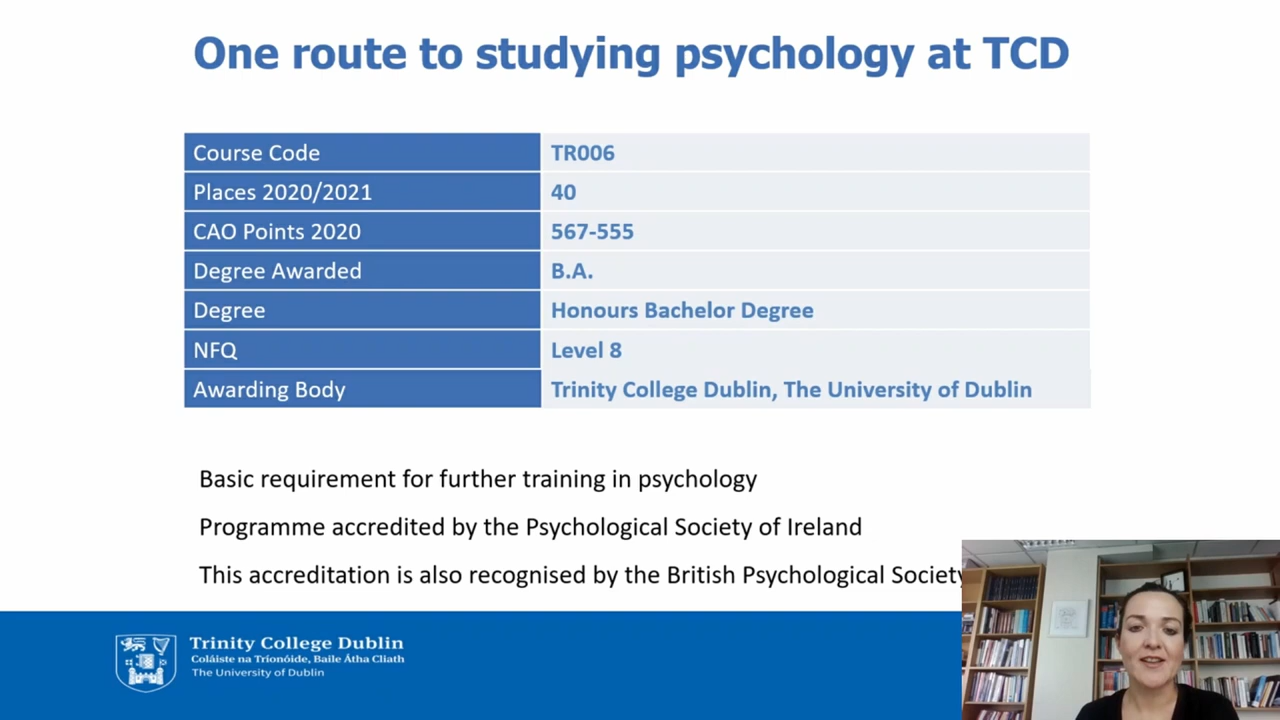 One route to studying psychology at TCD
Course Code TR006
Places 2020/2021 40
CAO Points 2020 567-555
Degree Awarded B.A.
Degree Honours Bachelor Degree
NFQ Level 8
Awarding Body Trinity College Dublin, The University of Dublin
Basic requirement for further training in psychology
Programme accredited by the Psychological Society of Ireland
This accreditation is also recognised by the British Psychological Society
Trinity College Dublin
Coláiste na Tríonóide, Baile Átha Cliath
The University of Dublin